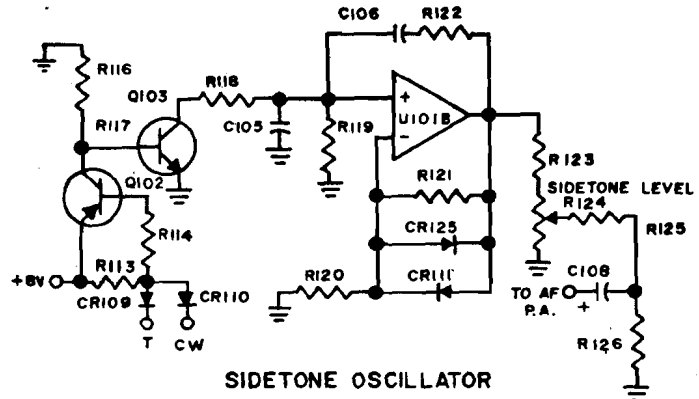 C106
R122
R116
Q103
R118
R117
C105
R119
+
U101B
-
R123
Q102
R121
SIDETONE LEVEL
R124
R114
CR125
R125
+8V
R113
R120
CR111
C108
CR109
CR110
TO AF
P.A.
+
T
CW
R126
SIDETONE OSCILLATOR